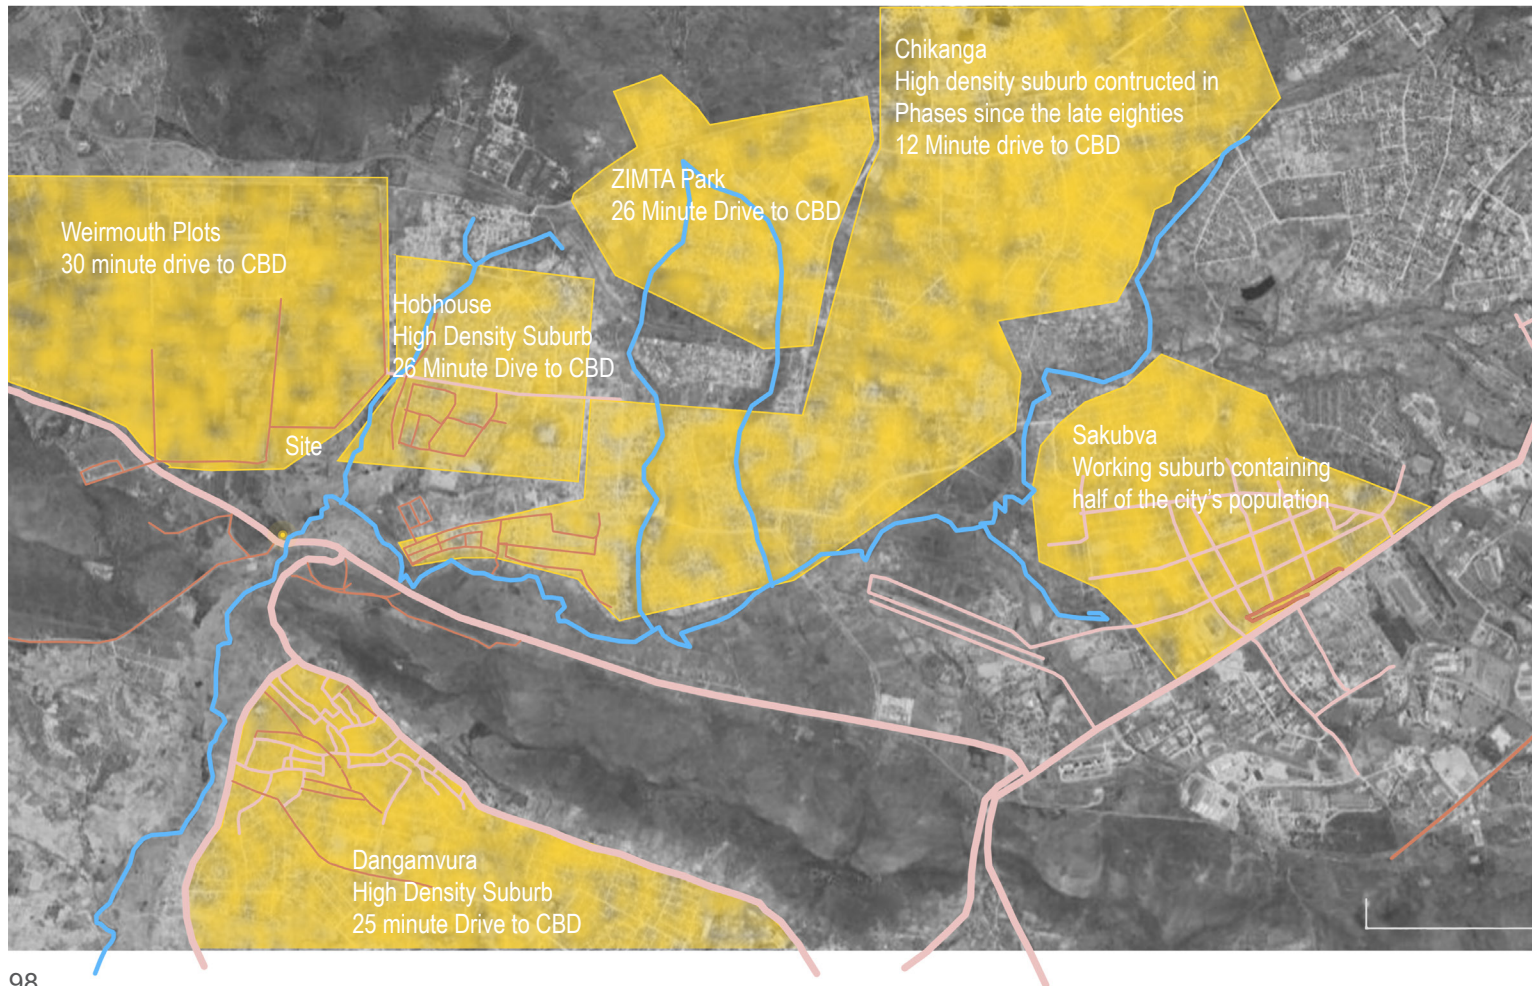 Chikanga
High density suburb contructed in
Phases since the late eighties
12 Minute drive to CBD
ZIMTA Park
26 Minute Drive to CBD
Weirmouth Plots
30 minute drive to CBD
Hobhouse
High Density Suburb
26 Minute Dive to CBD
Site
Sakubva
Working suburb containing
half of the city's population
Dangamvura
High Density Suburb
25 minute Drive to CBD
98